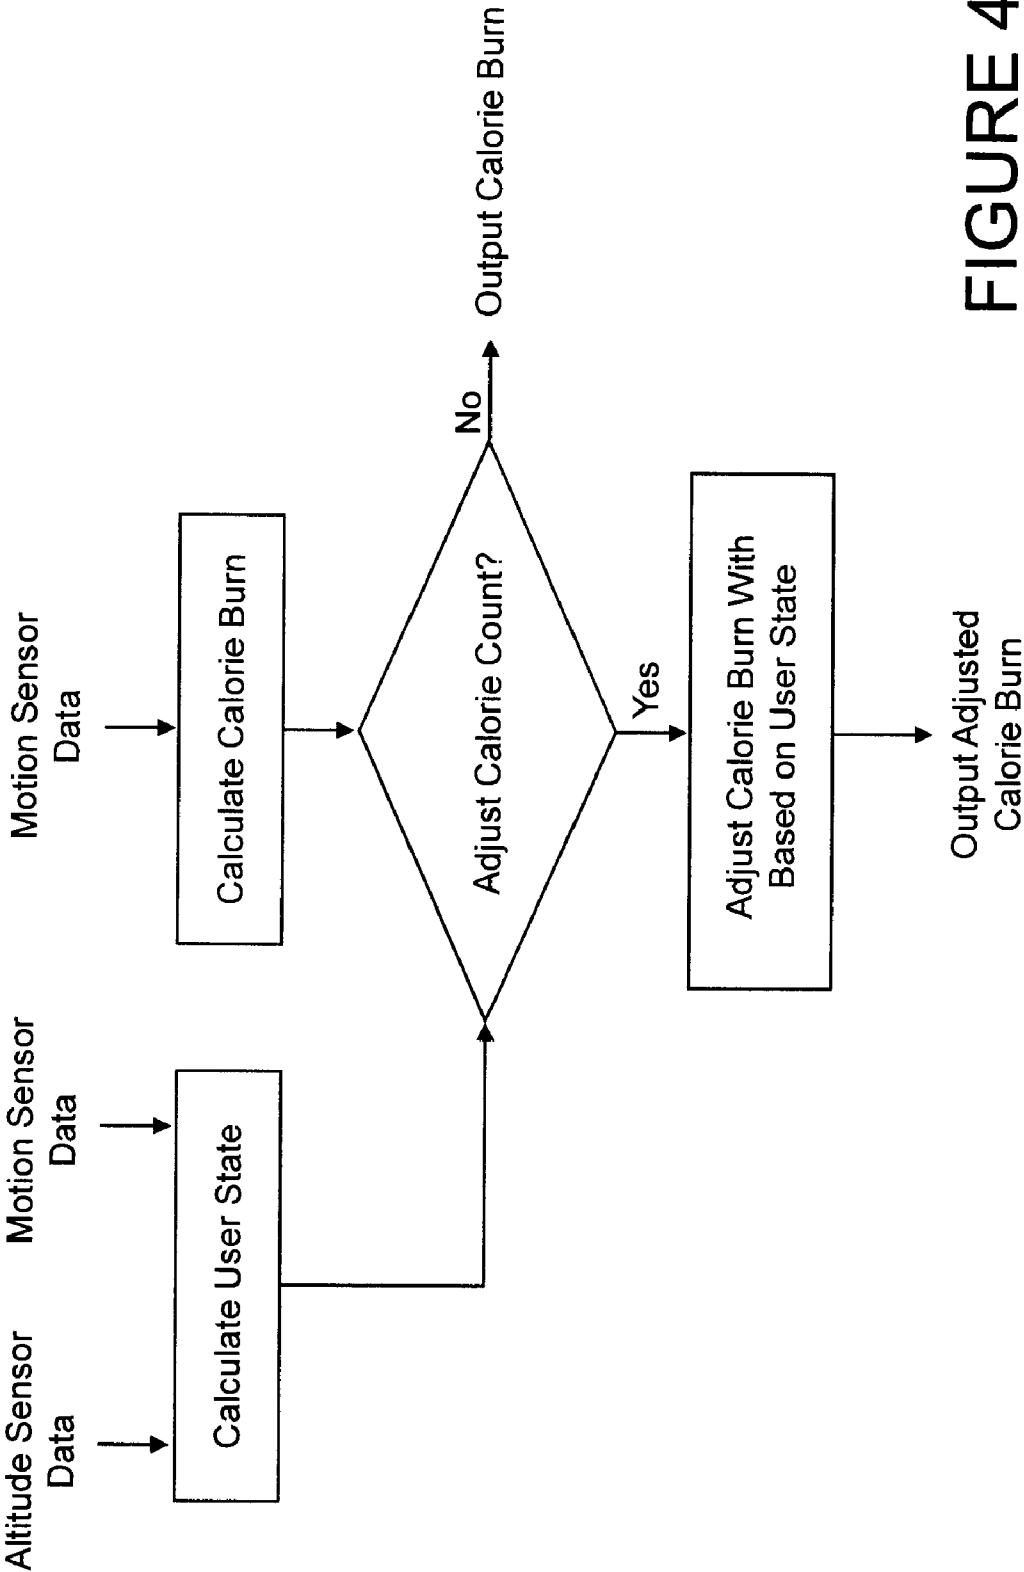 Altitude Sensor
Data
Motion Sensor
Data
Motion Sensor
Data
Calculate User State
Calculate Calorie Burn
Adjust Calorie Count?
No
Output Calorie Burn
Yes
Adjust Calorie Burn With
Based on User State
Output Adjusted
Calorie Burn
FIGURE 4